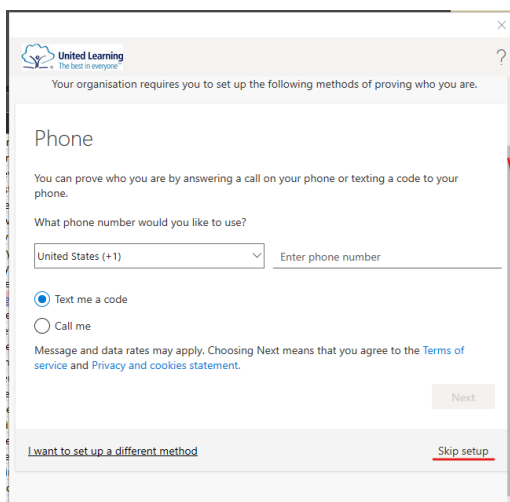 United Learning
The best in everyone™
?
Your organisation requires you to set up the following methods of proving who you are.
Phone
You can prove who you are by answering a call on your phone or texting a code to your
phone.
What phone number would you like to use?
United States (+1)
Enter phone number
Text me a code
Call me
Message and data rates may apply. Choosing Next means that you agree to the Terms of
service and Privacy and cookies statement.
Next
I want to set up a different method
Skip setup